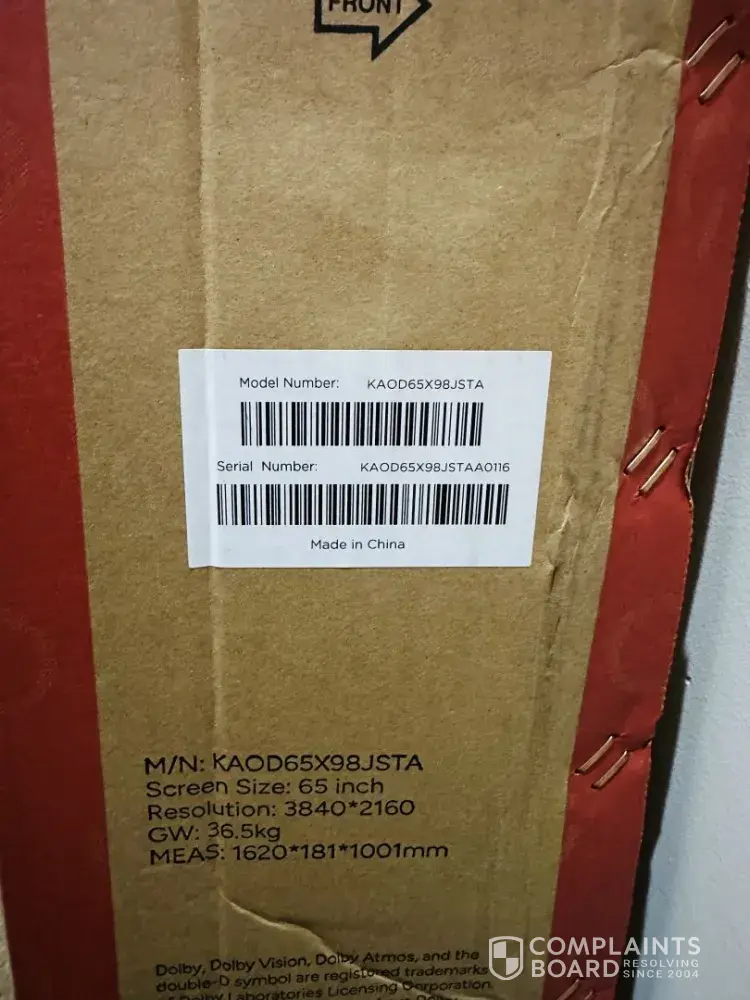 FRONT
Model Number: KAOD65X98JSTA
Serial Number: KAOD65X98JSTAA0116
Made in China
M/N: KAOD65X98JSTA
Screen Size: 65 inch
Resolution: 3840*2160
GW: 36.5kg
MEAS: 1620*181*1001mm
Dolby, Dolby Vision, Dolby Atmos, and the
double-D symbol are registered trademarks
of Dolby Laboratories Licensing Corporation.
COMPLAINTS
BOARD RESOLVING
SINCE 2004